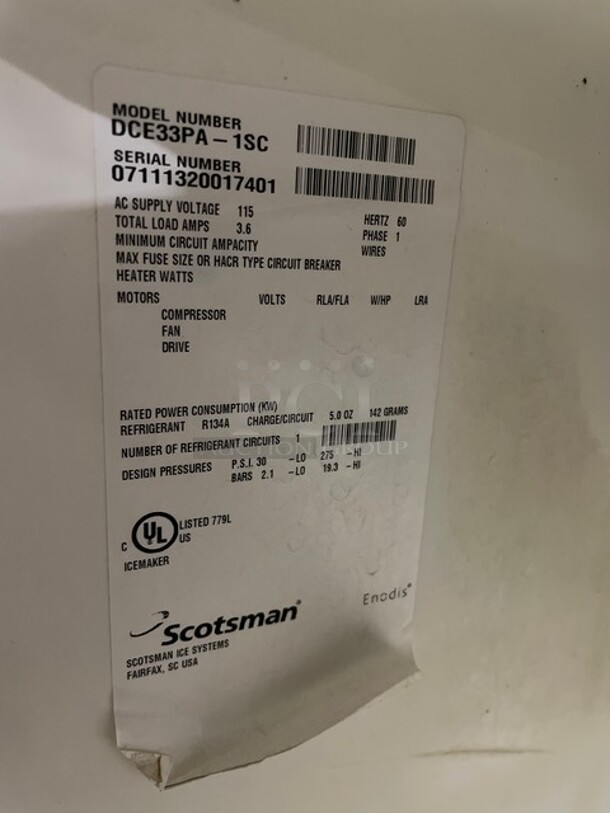 MODEL NUMBER
DCE33PA-1SC
SERIAL NUMBER
07111320017401
AC SUPPLY VOLTAGE 115 HERTZ 60
TOTAL LOAD AMPS 3.6 PHASE 1
MINIMUM CIRCUIT AMPACITY WIRES
MAX FUSE SIZE OR HACR TYPE CIRCUIT BREAKER
HEATER WATTS
MOTORS VOLTS RLA/FLA W/HP LRA
COMPRESSOR
FAN
DRIVE
RATED POWER CONSUMPTION (KW)
REFRIGERANT R134A CHARGE/CIRCUIT 5.0 OZ 142 GRAMS
NUMBER OF REFRIGERANT CIRCUITS 1
DESIGN PRESSURES P.S.I. 30 -LO 275 -HI
BARS 2.1 -LO 19.3 -HI
C UL US LISTED 779L
ICEMAKER
Scotsman® Enodis®
SCOTSMAN ICE SYSTEMS
FAIRFAX, SC USA